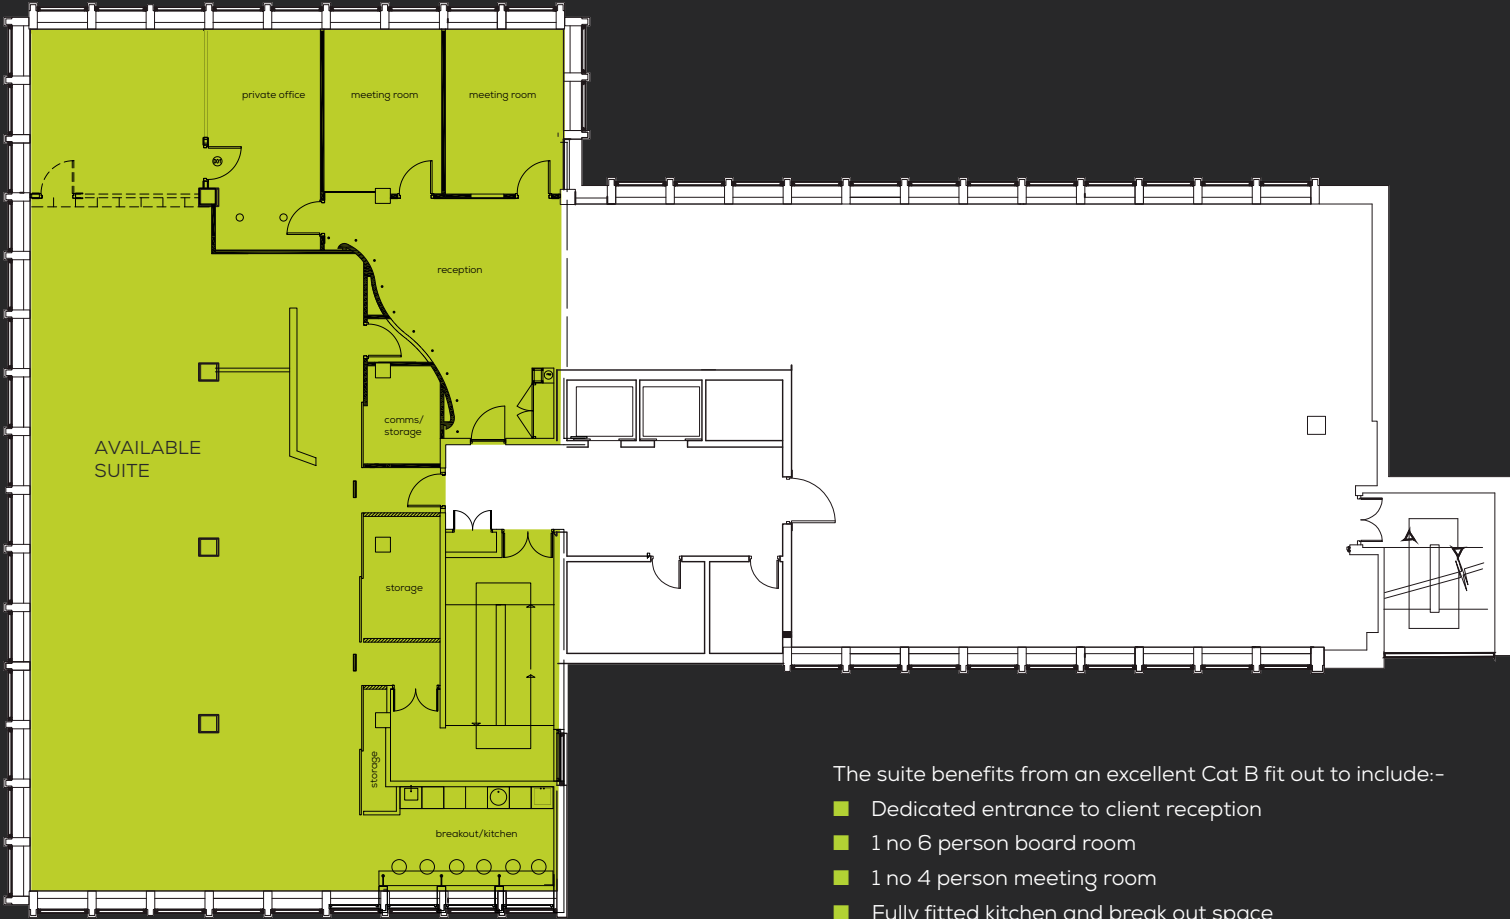 private office
meeting room
meeting room
reception
comms/
storage
AVAILABLE
SUITE
storage
storage
breakout/kitchen
The suite benefits from an excellent Cat B fit out to include:-
Dedicated entrance to client reception
1 no 6 person board room
1 no 4 person meeting room
Fully fitted kitchen and break out space